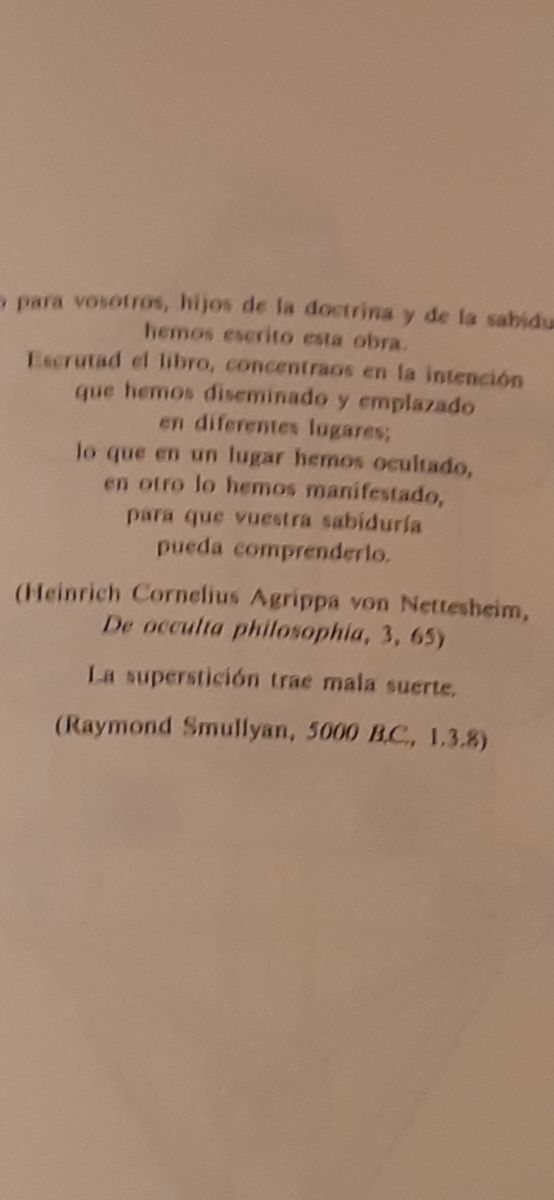 para vosotros, hijos de la doctrina y de la
hemos escrito esta obra.
Escrutad el libro, concentraos en la intención
que hemos diseminado y emplazado
en diferentes lugares;
lo que en un lugar hemos ocultado,
en otro lo hemos manifestado,
para que vuestra sabiduría
pueda comprenderlo.
(Heinrich Cornelius Agrippa von Nettesheim,
De occulta philosophia, 3, 65)
La superstición trae mala suerte.
(Raymond Smullyan, 5000 B.C., 1.3.8)